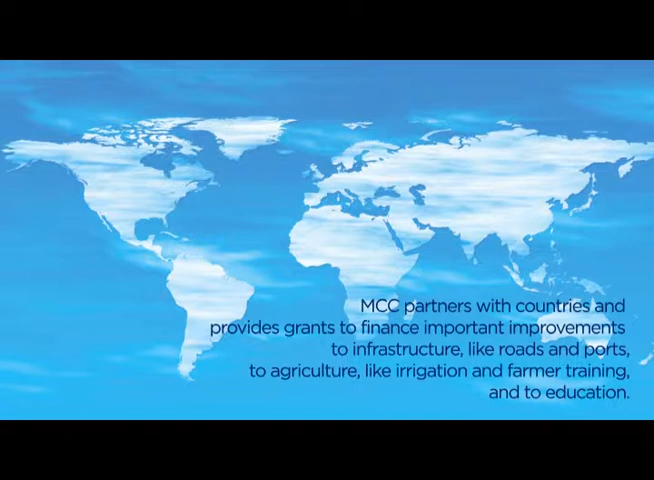 MCC partners with countries and
provides grants to finance important improvements
to infrastructure, like roads and ports,
to agriculture, like irrigation and farmer training,
and to education.